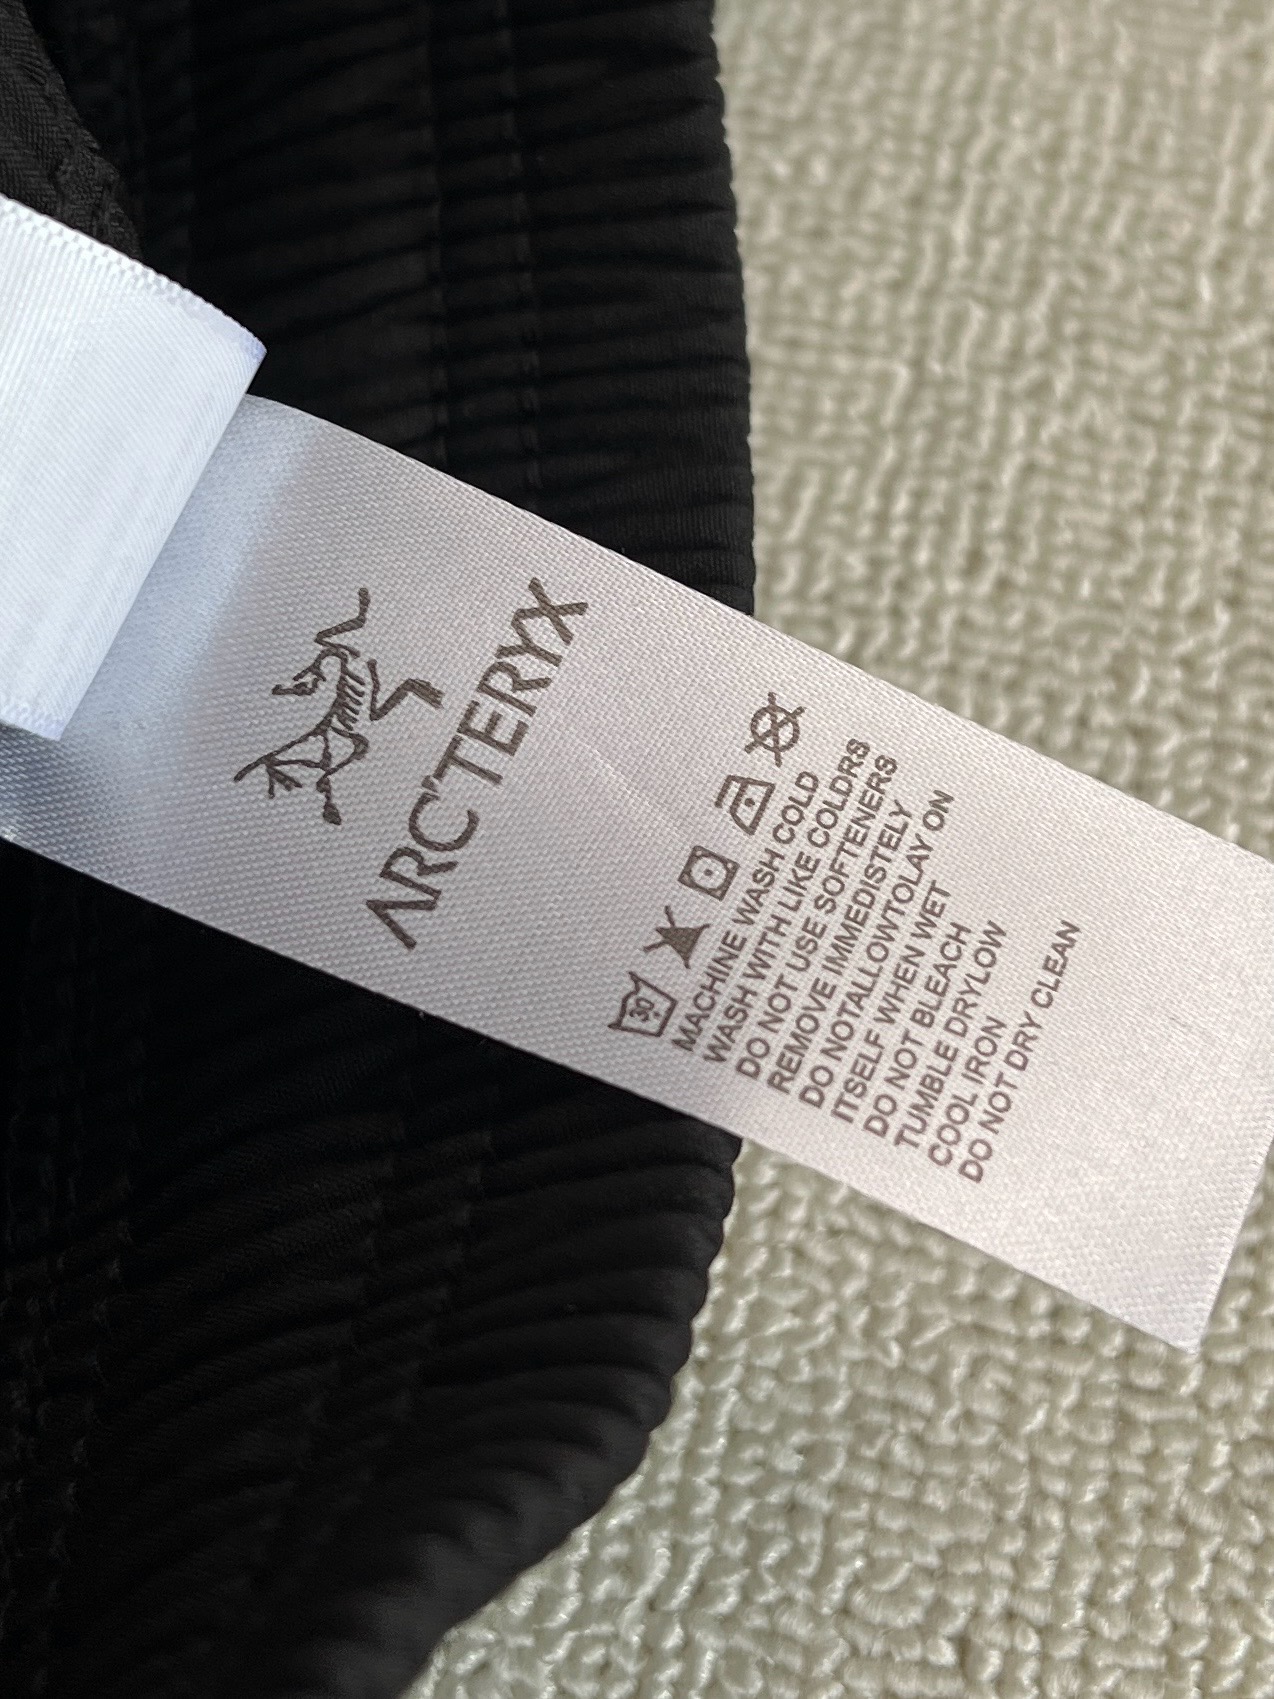 ARC'TERYX
30
MACHINE WASH COLD
WASH WITH LIKE COLDRS
DO NOT USE SOFTENERS
REMOVE IMMEDISTELY
DO NOTALLOWTOLAY ON
ITSELF WHEN WET
DO NOT BLEACH
TUMBLE DRYLOW
COOL IRON
DO NOT DRY CLEAN